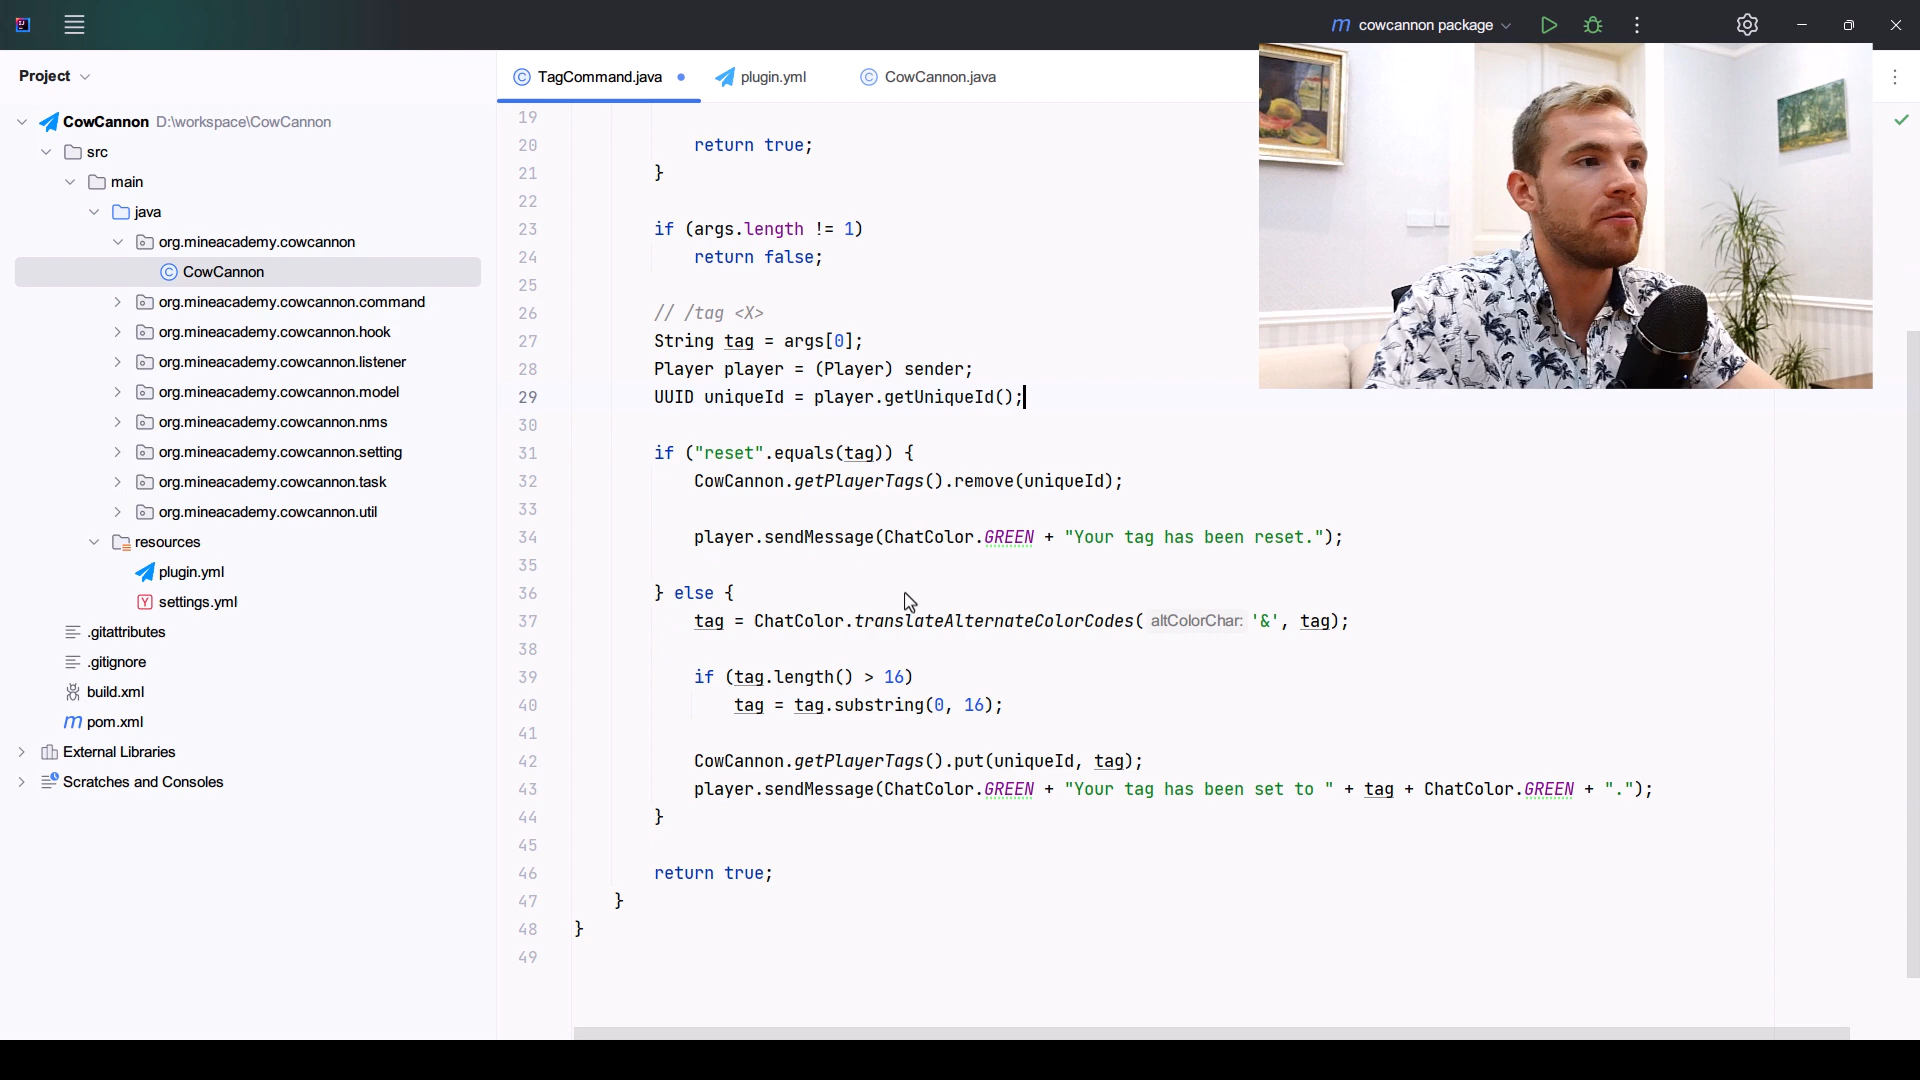 cowcannon package
Project
TagCommand.java
plugin.yml
CowCannon.java
CowCannon D:\workspace\CowCannon
src
main
java
org.mineacademy.cowcannon
CowCannon
org.mineacademy.cowcannon.command
org.mineacademy.cowcannon.hook
org.mineacademy.cowcannon.listener
org.mineacademy.cowcannon.model
org.mineacademy.cowcannon.nms
org.mineacademy.cowcannon.setting
org.mineacademy.cowcannon.task
org.mineacademy.cowcannon.util
resources
plugin.yml
settings.yml
.gitattributes
.gitignore
build.xml
m pom.xml
External Libraries
Scratches and Consoles
19
20 return true;
21 }
22
23 if (args.length != 1)
24 return false;
25
26 // /tag <X>
27 String tag = args[0];
28 Player player = (Player) sender;
29 UUID uniqueId = player.getUniqueId();
30
31 if ("reset".equals(tag)) {
32 CowCannon.getPlayerTags().remove(uniqueId);
33
34 player.sendMessage(ChatColor.GREEN + "Your tag has been reset.");
35
36 } else {
37 tag = ChatColor.translateAlternateColorCodes( altColorChar: '&', tag);
38
39 if (tag.length() > 16)
40 tag = tag.substring(0, 16);
41
42 CowCannon.getPlayerTags().put(uniqueId, tag);
43 player.sendMessage(ChatColor.GREEN + "Your tag has been set to " + tag + ChatColor.GREEN + ".");
44 }
45
46 return true;
47 }
48 }
49